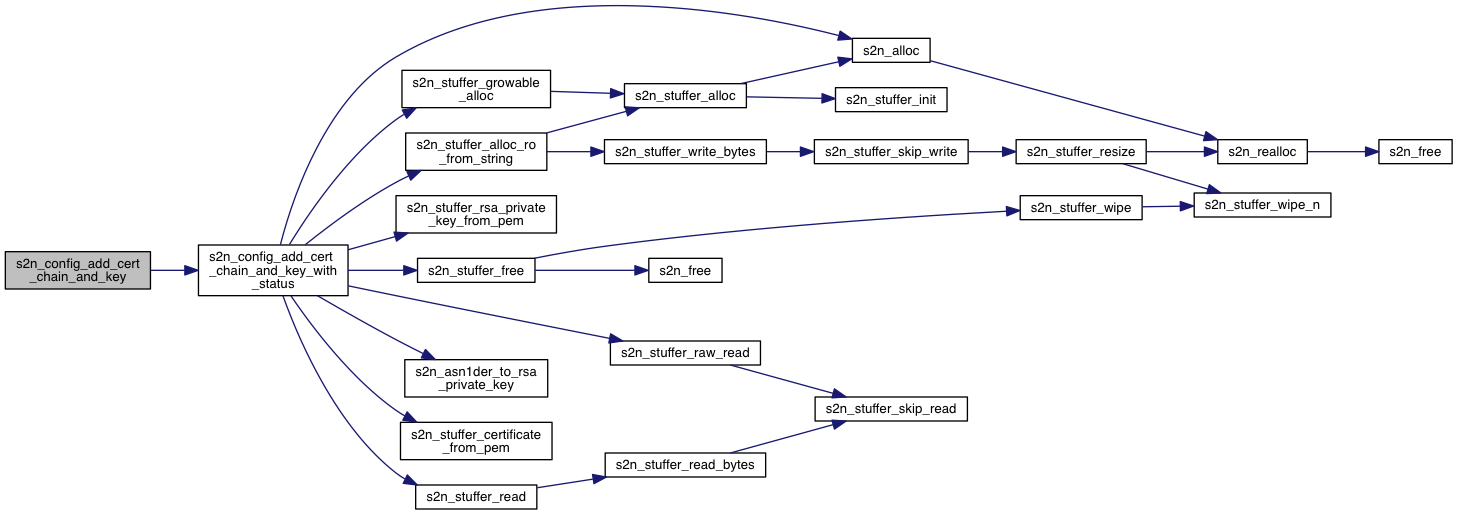 s2n_config_add_cert
_chain_and_key
s2n_config_add_cert
_chain_and_key_with
_status
s2n_stuffer_growable
_alloc
s2n_stuffer_alloc_ro
_from_string
s2n_stuffer_rsa_private
_key_from_pem
s2n_stuffer_free
s2n_asn1der_to_rsa
_private_key
s2n_stuffer_certificate
_from_pem
s2n_stuffer_read
s2n_stuffer_alloc
s2n_stuffer_write_bytes
s2n_free
s2n_stuffer_raw_read
s2n_stuffer_read_bytes
s2n_alloc
s2n_stuffer_init
s2n_stuffer_skip_write
s2n_stuffer_skip_read
s2n_stuffer_resize
s2n_stuffer_wipe
s2n_realloc
s2n_stuffer_wipe_n
s2n_free